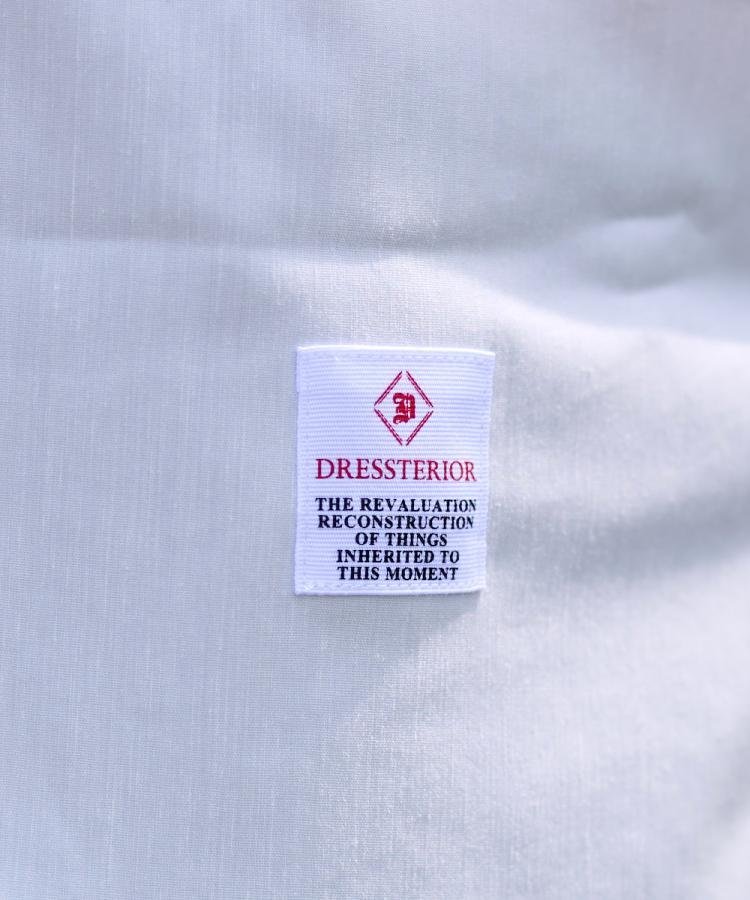 D
DRESSTERIOR
THE REVALUATION
RECONSTRUCTION
OF THINGS
INHERITED TO
THIS MOMENT